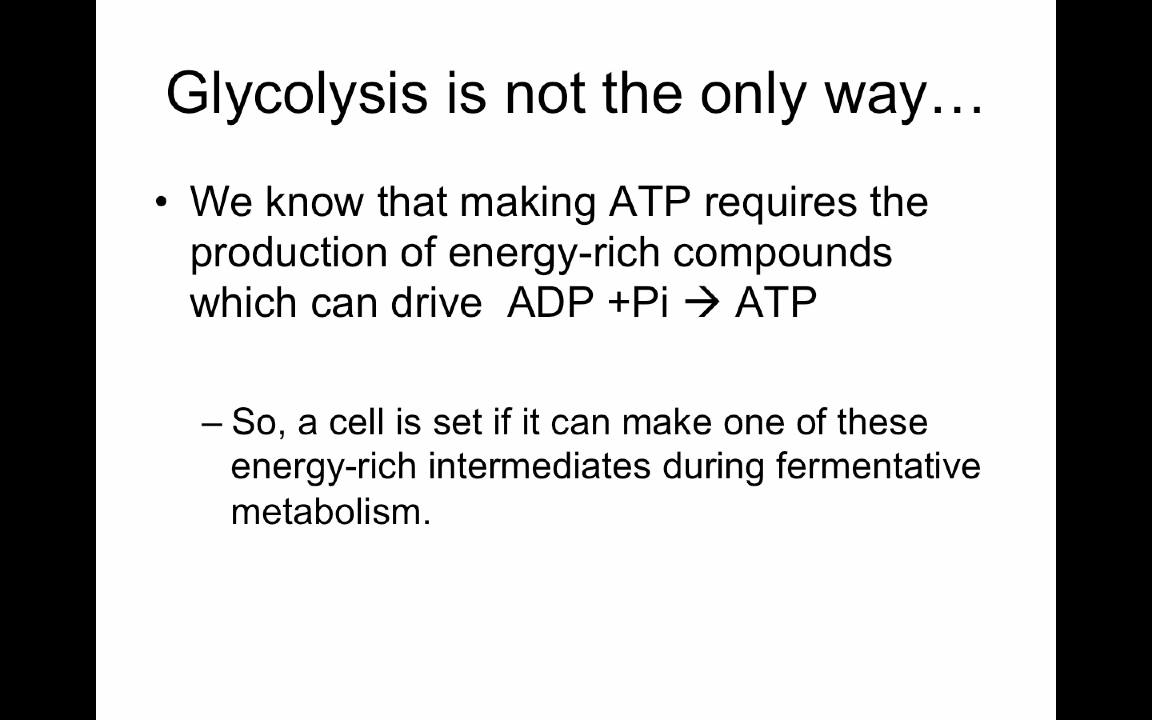 Glycolysis is not the only way…
• We know that making ATP requires the
production of energy-rich compounds
which can drive  ADP +Pi → ATP
– So, a cell is set if it can make one of these
energy-rich intermediates during fermentative
metabolism.